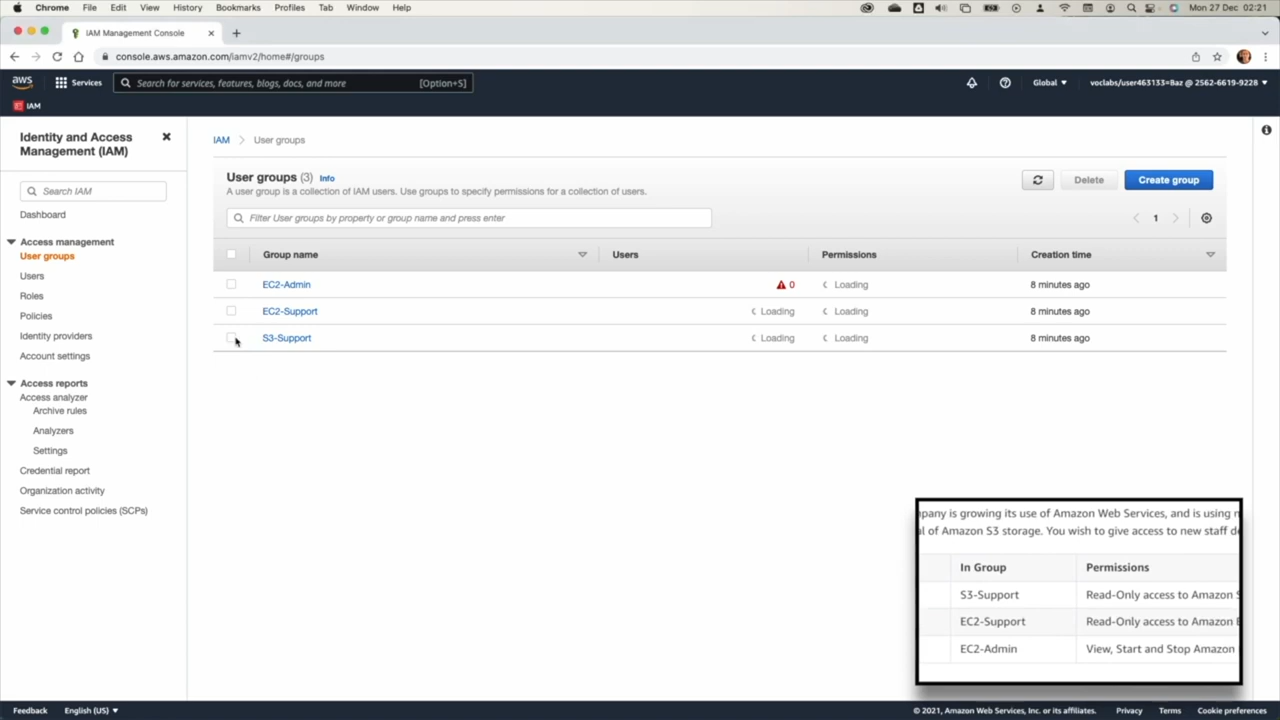 Chrome File Edit View History Bookmarks Profiles Tab Window Help Mon 27 Dec 02:21
IAM Management Console
console.aws.amazon.com/iamv2/home#/groups
aws Services Search for services, features, blogs, docs, and more [Option+S] Global voclabs/user463133=Baz @ 2562-6619-9228
IAM
Identity and Access
Management (IAM)
Search IAM
Dashboard
Access management
User groups
Users
Roles
Policies
Identity providers
Account settings
Access reports
Access analyzer
Archive rules
Analyzers
Settings
Credential report
Organization activity
Service control policies (SCPs)
IAM User groups
User groups (3) Info
A user group is a collection of IAM users. Use groups to specify permissions for a collection of users.
Delete Create group
Filter User groups by property or group name and press enter
1
Group name Users Permissions Creation time
EC2-Admin 0 Loading 8 minutes ago
EC2-Support Loading Loading 8 minutes ago
S3-Support Loading Loading 8 minutes ago
pany is growing its use of Amazon Web Services, and is using
of Amazon S3 storage. You wish to give access to new staff
In Group Permissions
S3-Support Read-Only access to Amazon
EC2-Support Read-Only access to Amazon
EC2-Admin View, Start and Stop Amazon
Feedback English (US) © 2021, Amazon Web Services, Inc. or its affiliates. Privacy Terms Cookie preferences